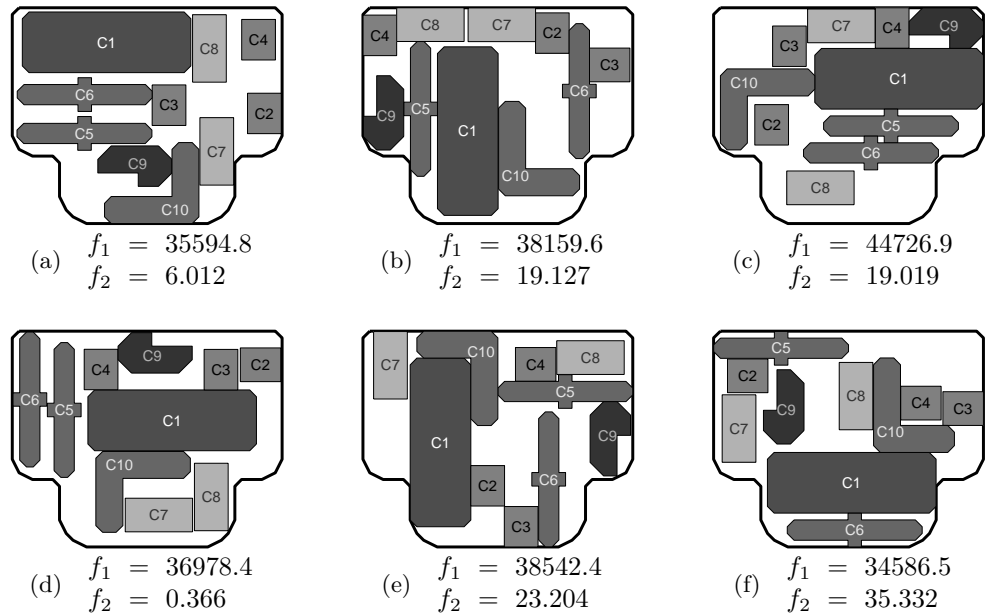 C1
C8
C4
C6
C3
C2
C5
C7
C9
C10
(a) f₁ = 35594.8
f₂ = 6.012
C4
C8
C7
C2
C3
C6
C5
C9
C1
C10
(b) f₁ = 38159.6
f₂ = 19.127
C7
C4
C9
C3
C10
C1
C2
C5
C6
C8
(c) f₁ = 44726.9
f₂ = 19.019
C9
C4
C3
C2
C6
C5
C1
C10
C8
C7
(d) f₁ = 36978.4
f₂ = 0.366
C7
C10
C4
C8
C5
C1
C9
C2
C6
C3
(e) f₁ = 38542.4
f₂ = 23.204
C5
C2
C8
C4
C3
C9
C7
C10
C1
C6
(f) f₁ = 34586.5
f₂ = 35.332